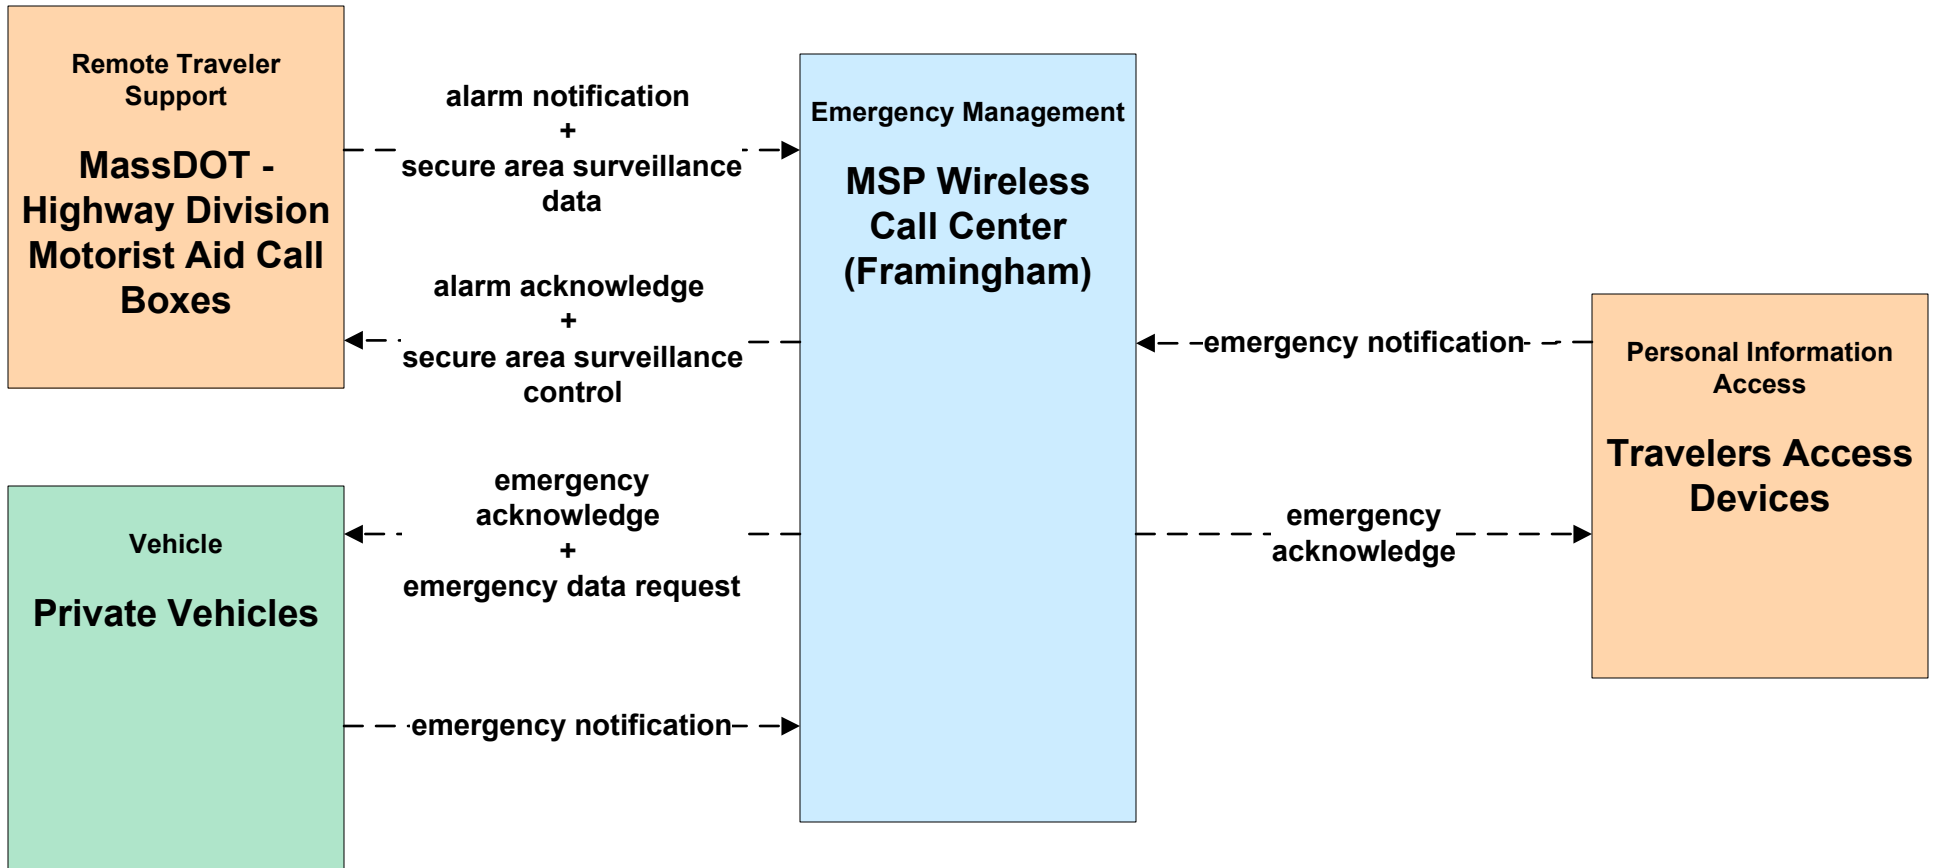 Remote Traveler
Support
MassDOT -
Highway Division
Motorist Aid Call
Boxes
alarm notification
+
secure area surveillance
data
alarm acknowledge
+
secure area surveillance
control
Emergency Management
MSP Wireless
Call Center
(Framingham)
emergency notification
Personal Information
Access
Travelers Access
Devices
emergency
acknowledge
Vehicle
Private Vehicles
emergency
acknowledge
+
emergency data request
emergency notification